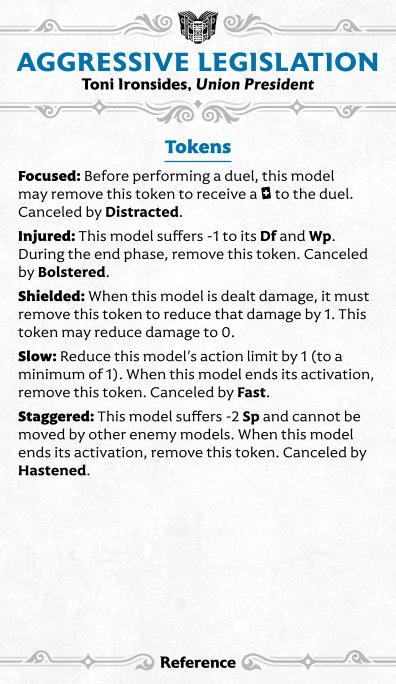 AGGRESSIVE LEGISLATION
Toni Ironsides, Union President
Tokens
Focused: Before performing a duel, this model
may remove this token to receive a + to the duel.
Canceled by Distracted.
Injured: This model suffers -1 to its Df and Wp.
During the end phase, remove this token. Canceled
by Bolstered.
Shielded: When this model is dealt damage, it must
remove this token to reduce that damage by 1. This
token may reduce damage to 0.
Slow: Reduce this model's action limit by 1 (to a
minimum of 1). When this model ends its activation,
remove this token. Canceled by Fast.
Staggered: This model suffers -2 Sp and cannot be
moved by other enemy models. When this model
ends its activation, remove this token. Canceled by
Hastened.
Reference